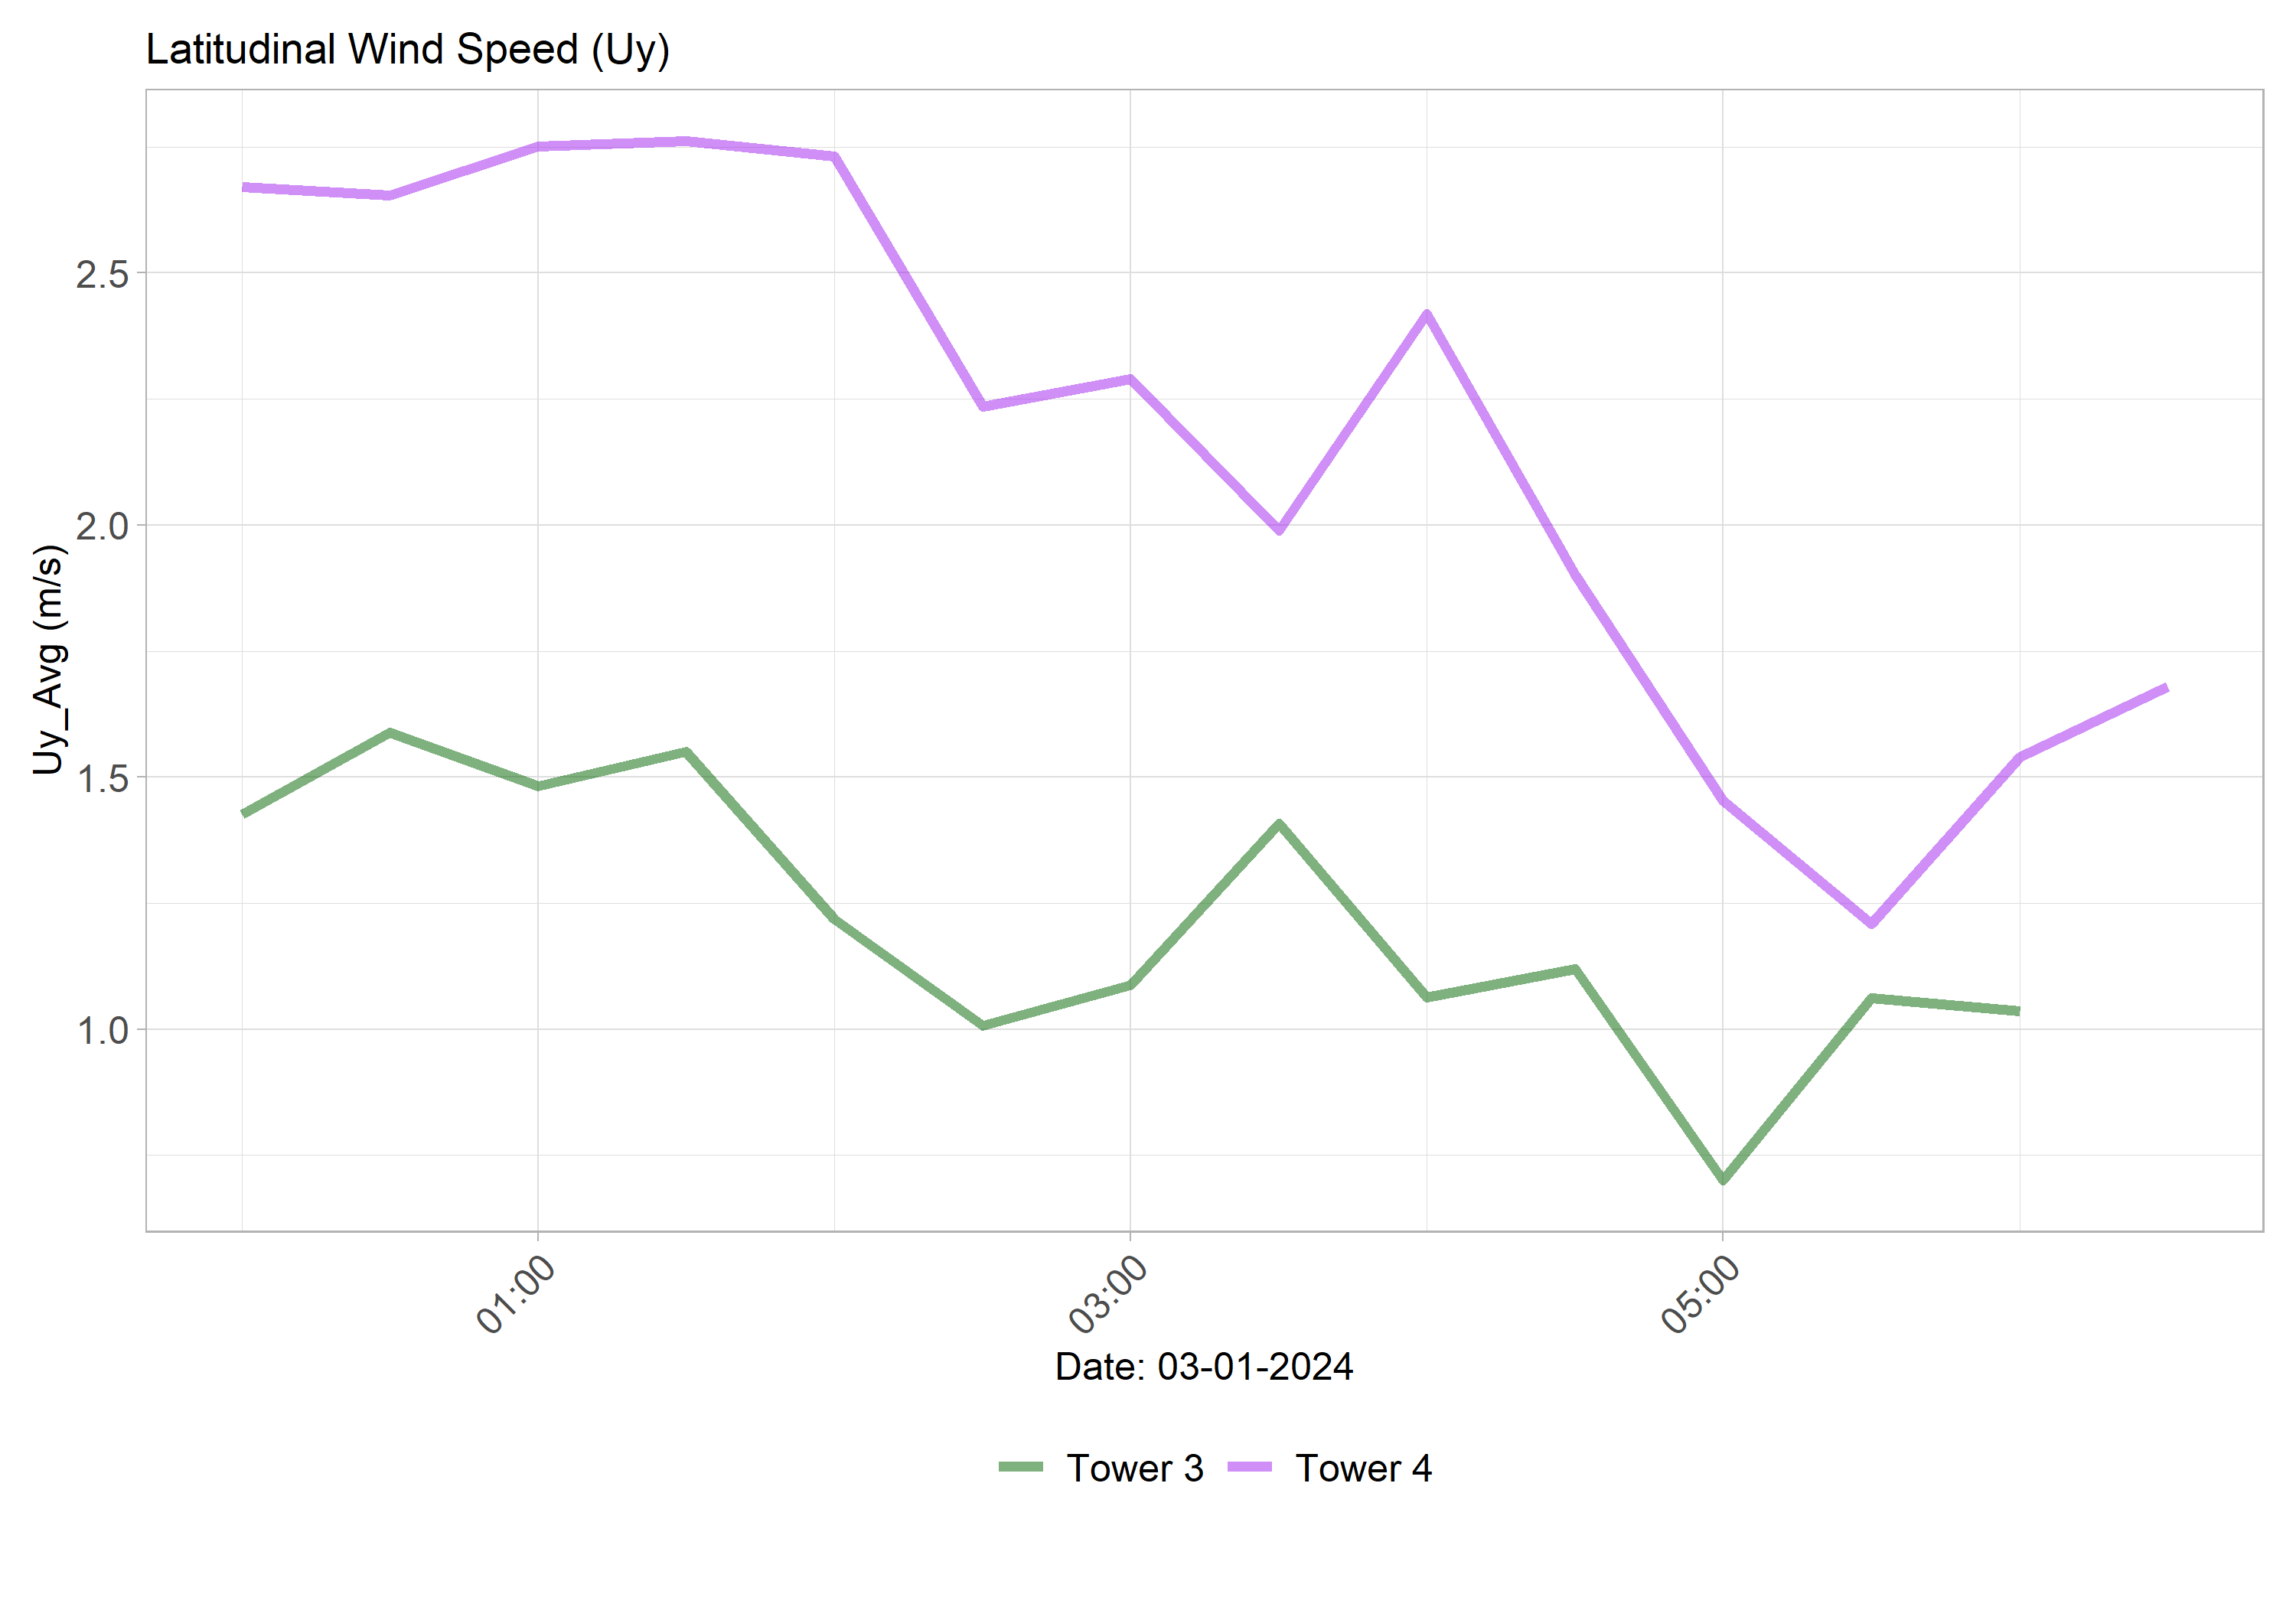 Latitudinal Wind Speed (Uy)
Uy_Avg (m/s)
2.5
2.0
1.5
1.0
01:00
03:00
05:00
Date: 03-01-2024
Tower 3
Tower 4